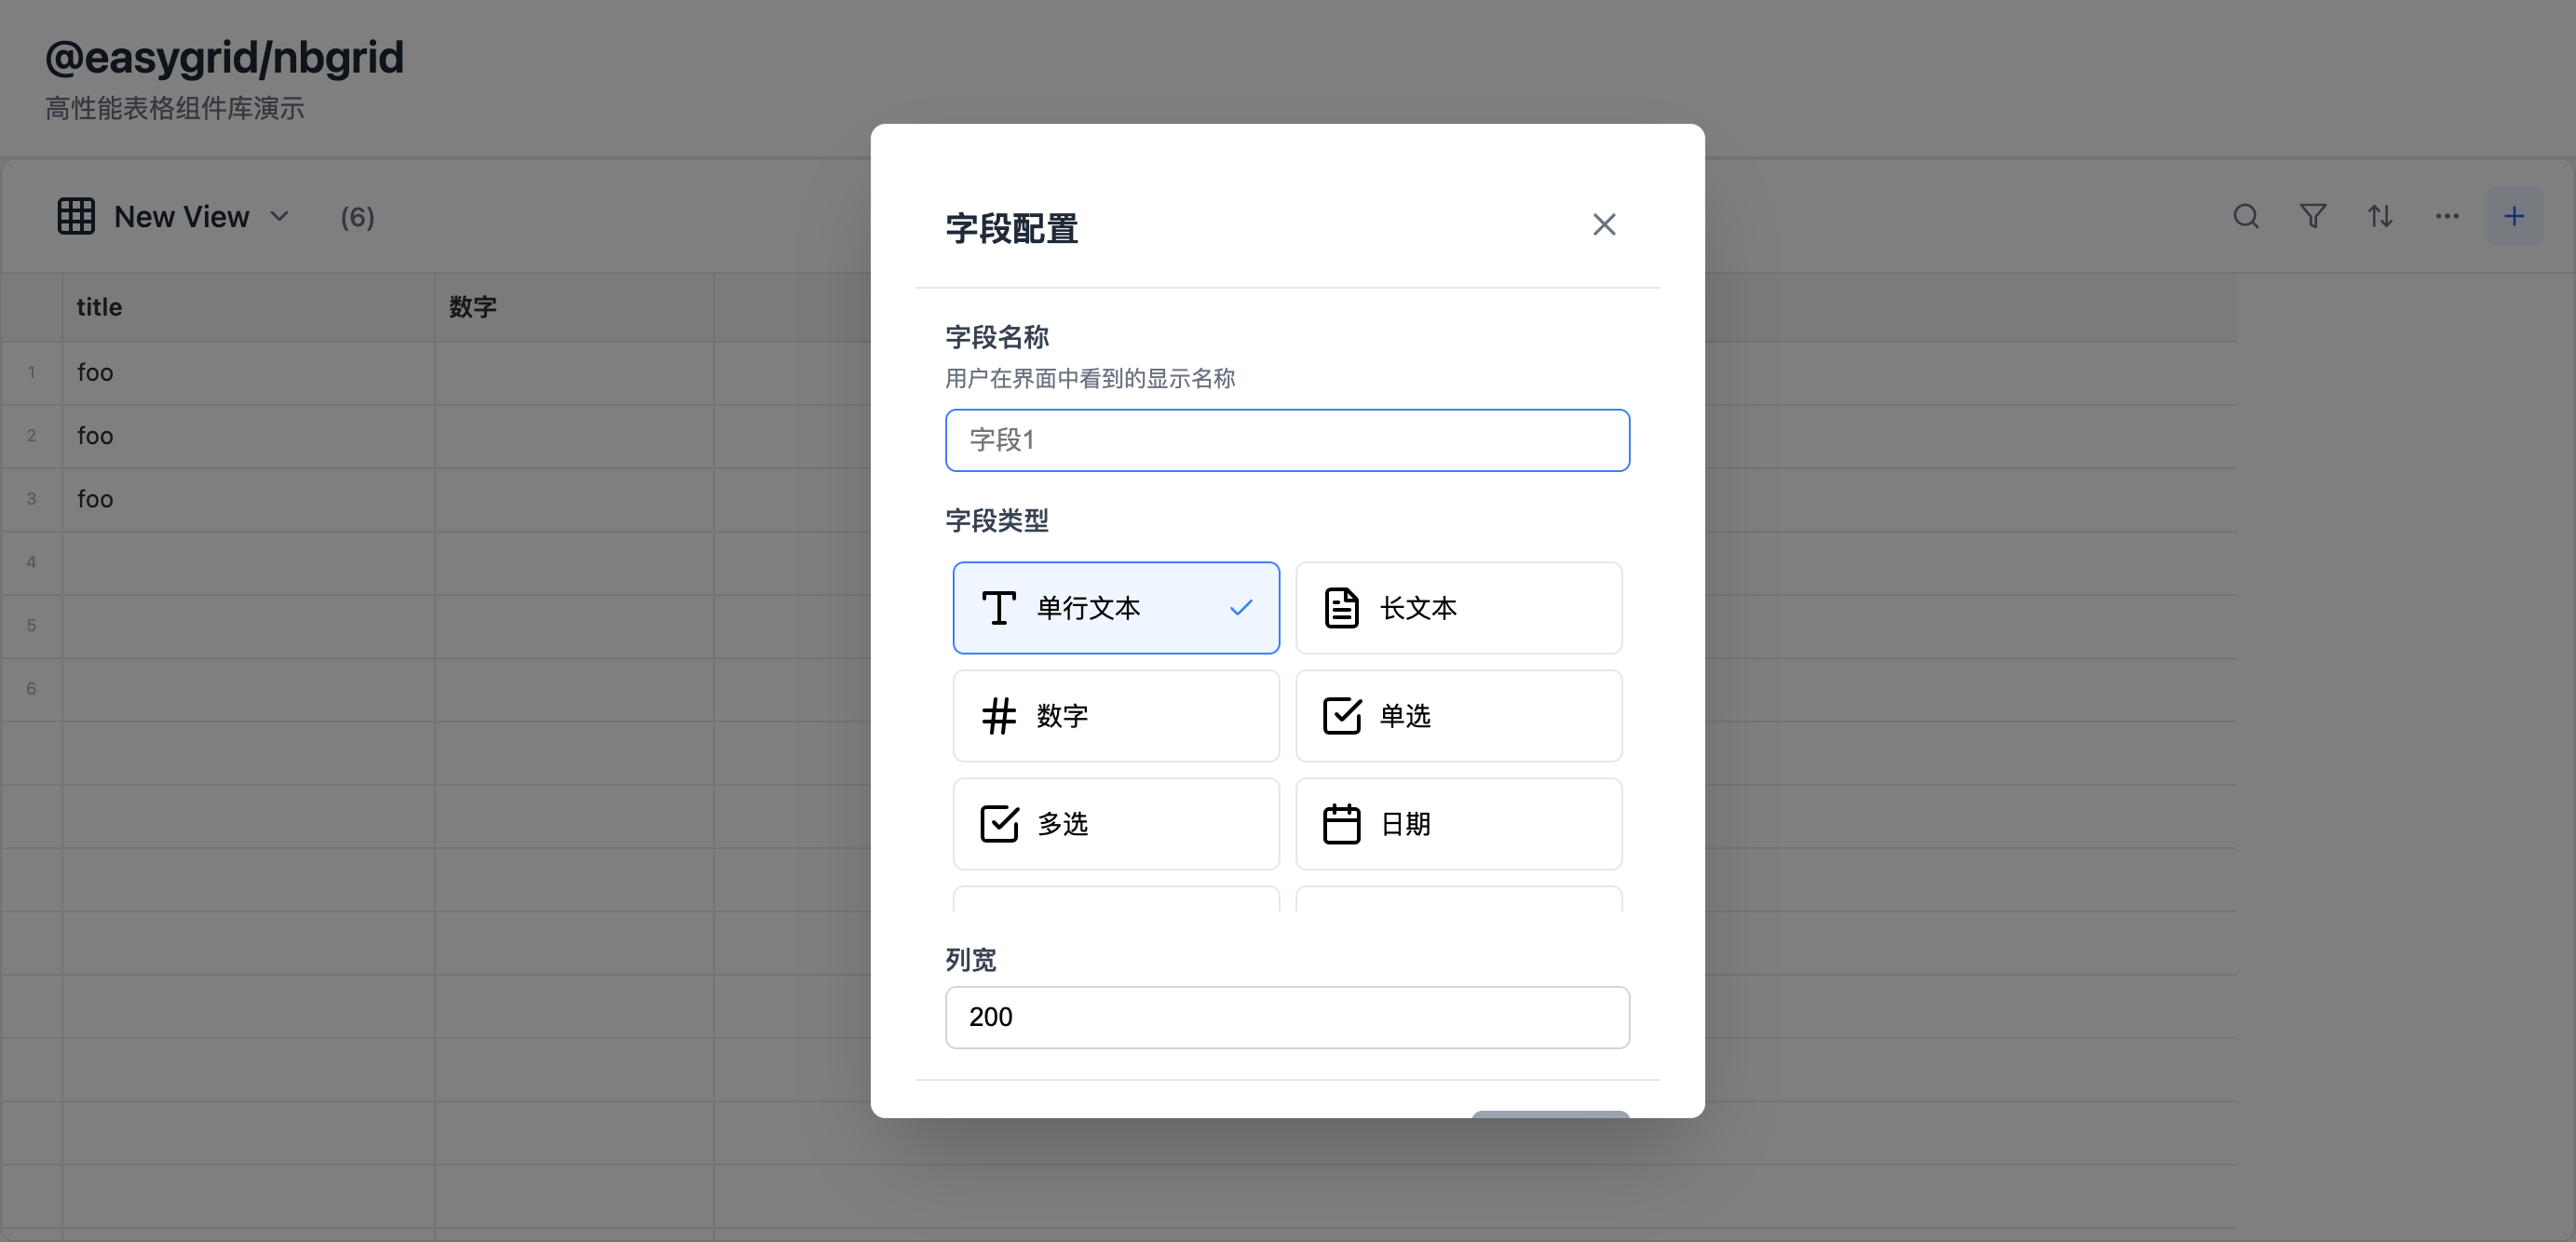 @easygrid/nbgrid
高性能表格组件库演示
New View (6)
title 数字
1 foo
2 foo
3 foo
4
5
6
字段配置
字段名称
用户在界面中看到的显示名称
字段1
字段类型
单行文本 长文本
数字 单选
多选 日期
列宽
200